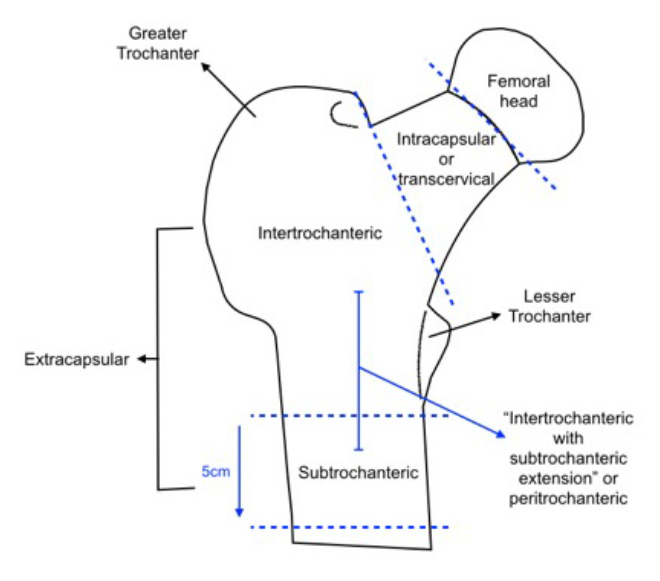 Greater
Trochanter
Femoral
head
Intracapsular
or
transcervical
Intertrochanteric
Lesser
Trochanter
Extracapsular
"Intertrochanteric
with
subtrochanteric
extension" or
peritrochanteric
5cm
Subtrochanteric